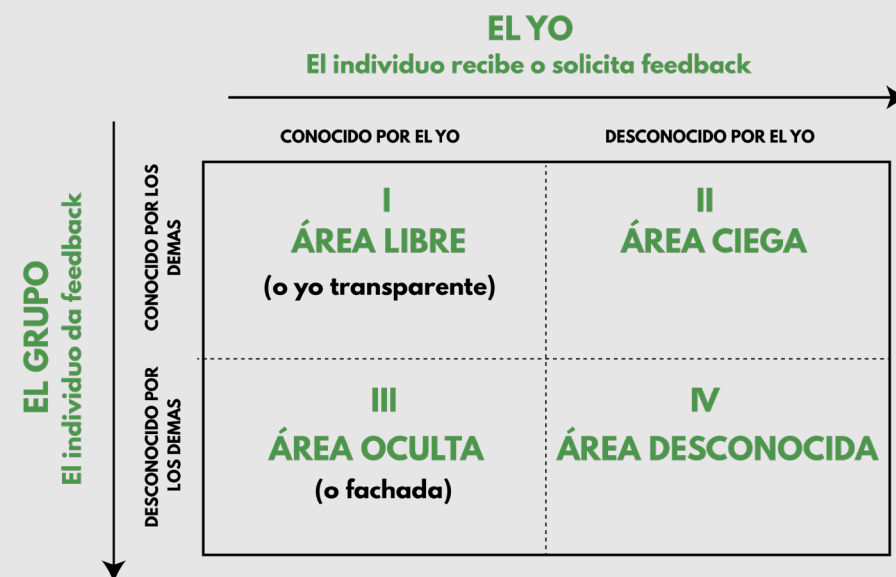 EL YO
El individuo recibe o solicita feedback
CONOCIDO POR EL YO
DESCONOCIDO POR EL YO
EL GRUPO
El individuo da feedback
CONOCIDO POR LOS
DEMAS
I
ÁREA LIBRE
(o yo transparente)
II
ÁREA CIEGA
DESCONOCIDO POR
LOS DEMAS
III
ÁREA OCULTA
(o fachada)
IV
ÁREA DESCONOCIDA